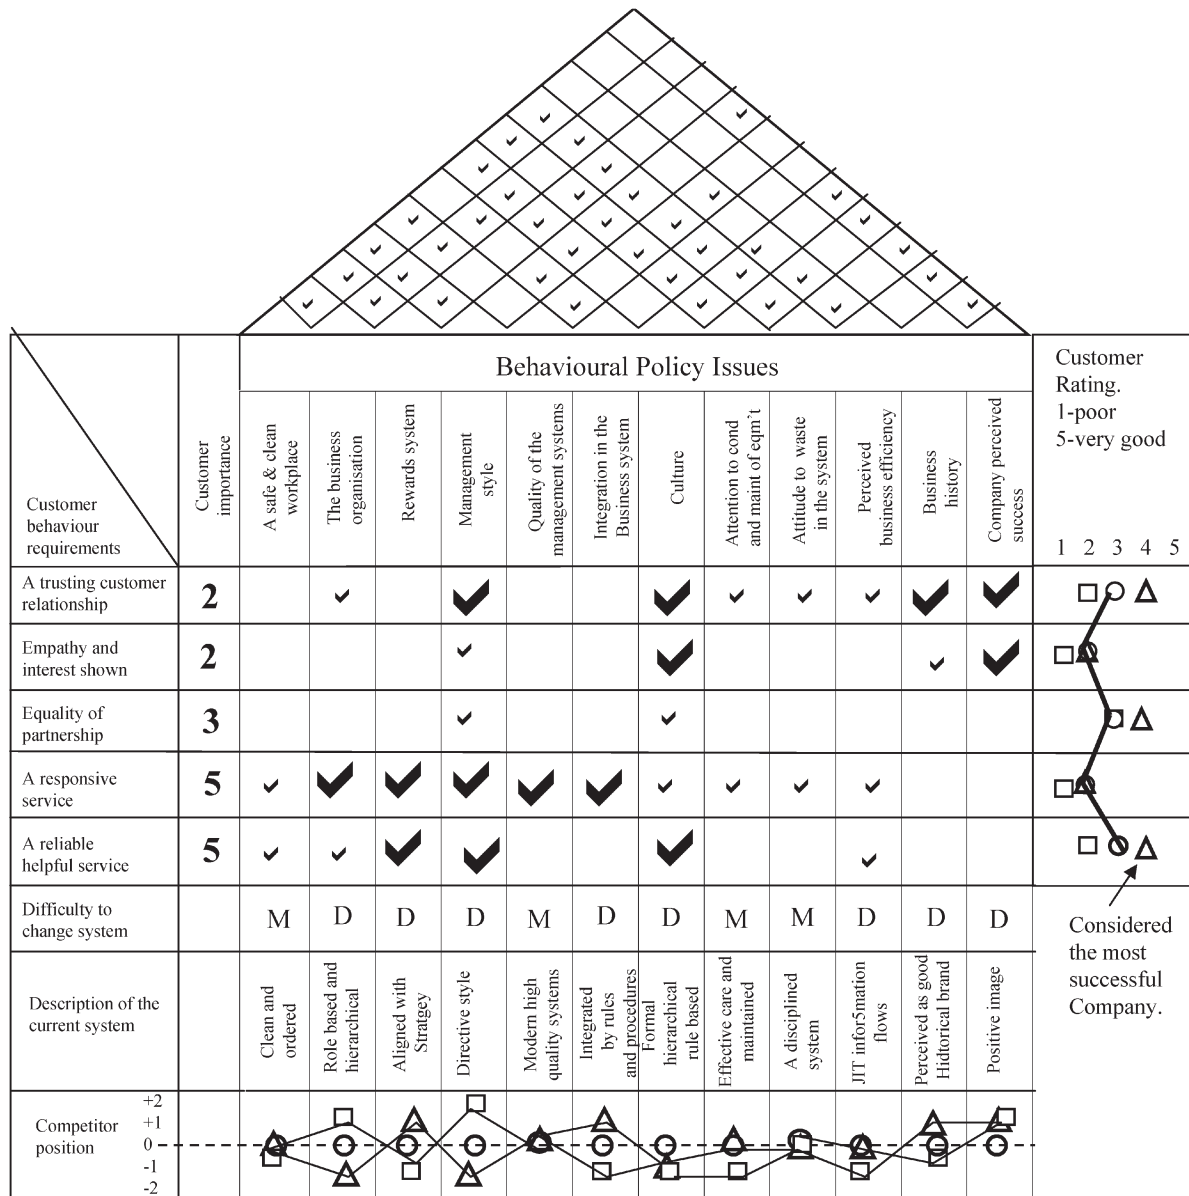 Behavioural Policy Issues
Customer
Rating.
1-poor
5-very good
1 2 3 4 5
Customer
behaviour
requirements
Customer
importance
A safe & clean
workplace
The business
organisation
Rewards system
Management
style
Quality of the
management systems
Integration in the
Business system
Culture
Attention to cond
and maint of eqm't
Attitude to waste
in the system
Perceived
business efficiency
Business
history
Company perceived
success
A trusting customer
relationship
2
Empathy and
interest shown
2
Equality of
partnership
3
A responsive
service
5
A reliable
helpful service
5
Difficulty to
change system
M D D D M D D M M D D D
Considered
the most
successful
Company.
Description of the
current system
Clean and
ordered
Role based and
hierarchical
Aligned with
Stratgey
Directive style
Modern high
quality systems
Integrated
by rules
and procedures
Formal
hierarchical
rule based
Effective care and
maintained
A disciplined
system
JIT infor5mation
flows
Perceived as good
Hidtorical brand
Positive image
Competitor
position
+2
+1
0
-1
-2